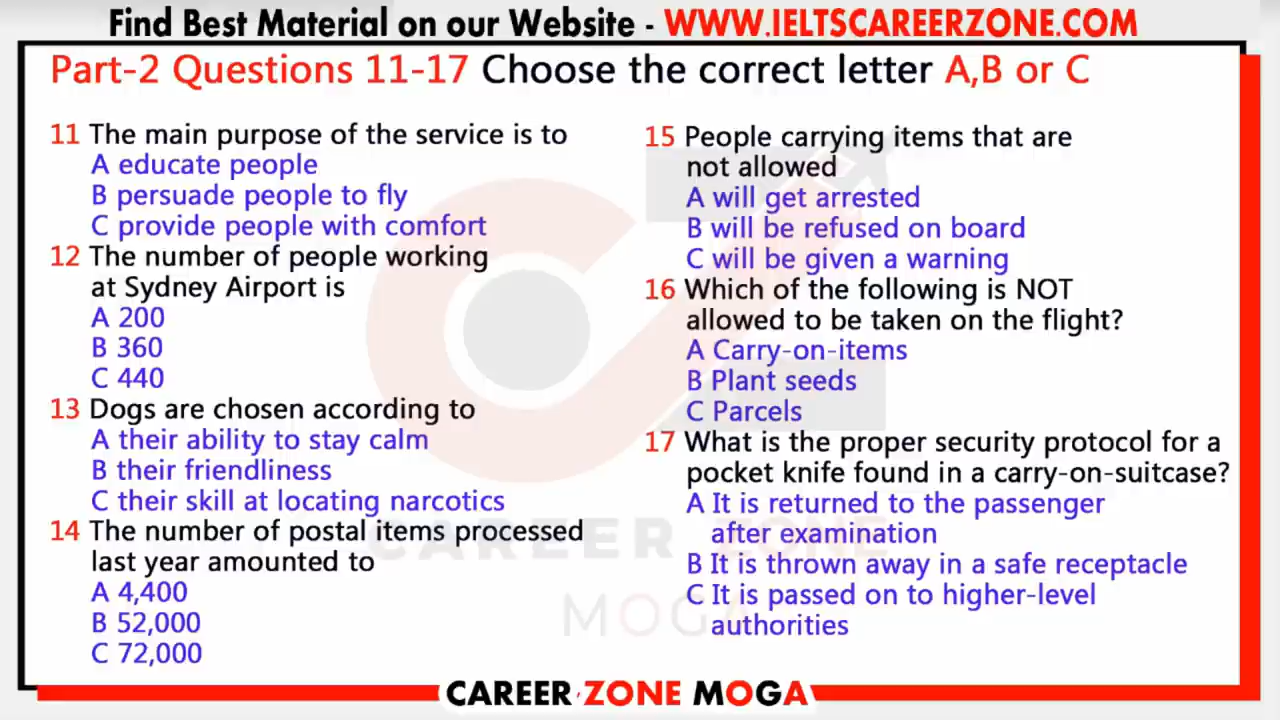 Find Best Material on our Website - WWW.IELTSCAREERZONE.COM
Part-2 Questions 11-17 Choose the correct letter A,B or C
11 The main purpose of the service is to
A educate people
B persuade people to fly
C provide people with comfort
12 The number of people working
at Sydney Airport is
A 200
B 360
C 440
13 Dogs are chosen according to
A their ability to stay calm
B their friendliness
C their skill at locating narcotics
14 The number of postal items processed
last year amounted to
A 4,400
B 52,000
C 72,000
15 People carrying items that are
not allowed
A will get arrested
B will be refused on board
C will be given a warning
16 Which of the following is NOT
allowed to be taken on the flight?
A Carry-on-items
B Plant seeds
C Parcels
17 What is the proper security protocol for a
pocket knife found in a carry-on-suitcase?
A It is returned to the passenger
after examination
B It is thrown away in a safe receptacle
C It is passed on to higher-level
authorities
CAREER ZONE
MOGA
CAREER ZONE MOGA